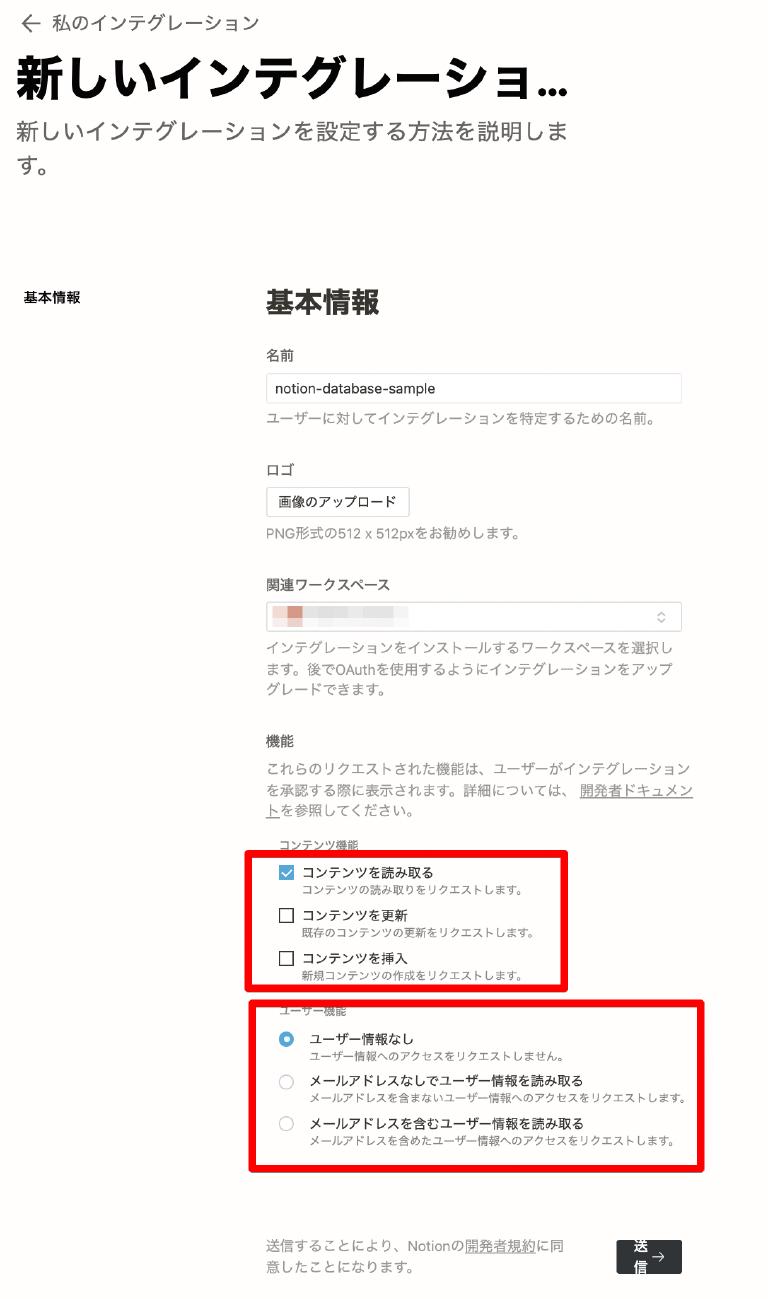 ← 私のインテグレーション
新しいインテグレーショ...
新しいインテグレーションを設定する方法を説明しま
す。
基本情報
基本情報
名前
notion-database-sample
ユーザーに対してインテグレーションを特定するための名前。
ロゴ
画像のアップロード
PNG形式の512 x 512pxをお勧めします。
関連ワークスペース
インテグレーションをインストールするワークスペースを選択し
ます。後でOAuthを使用するようにインテグレーションをアップ
グレードできます。
機能
これらのリクエストされた機能は、ユーザーがインテグレーション
を承認する際に表示されます。詳細については、 開発者ドキュメン
トを参照してください。
コンテンツ機能
コンテンツを読み取る
コンテンツの読み取りをリクエストします。
コンテンツを更新
既存のコンテンツの更新をリクエストします。
コンテンツを挿入
新規コンテンツの作成をリクエストします。
ユーザー機能
ユーザー情報なし
ユーザー情報へのアクセスをリクエストしません。
メールアドレスなしでユーザー情報を読み取る
メールアドレスを含まないユーザー情報へのアクセスをリクエストします。
メールアドレスを含むユーザー情報を読み取る
メールアドレスを含めたユーザー情報へのアクセスをリクエストします。
送信することにより、Notionの開発者規約に同
意したことになります。
送
信 →